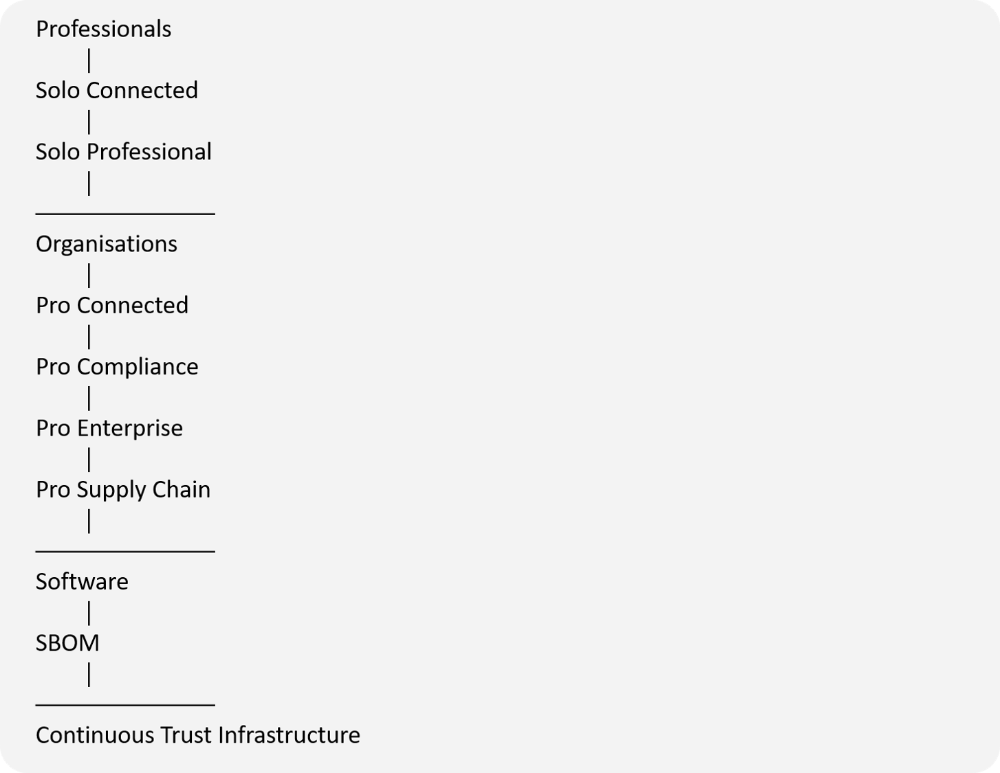 Professionals
|
Solo Connected
|
Solo Professional
|
Organisations
|
Pro Connected
|
Pro Compliance
|
Pro Enterprise
|
Pro Supply Chain
|
Software
|
SBOM
|
Continuous Trust Infrastructure